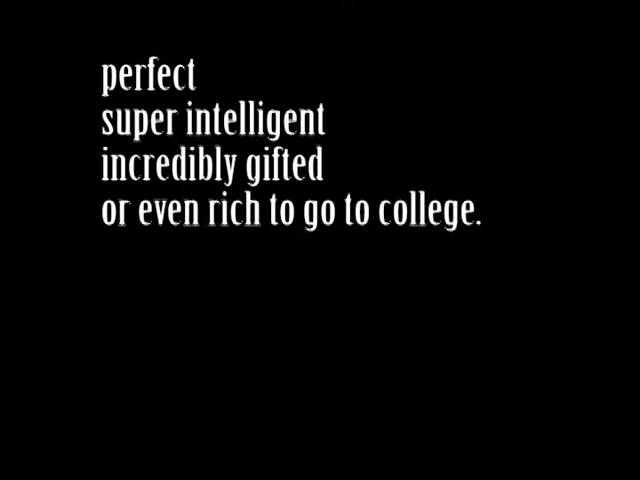 perfect
super intelligent
incredibly gifted
or even rich to go to college.